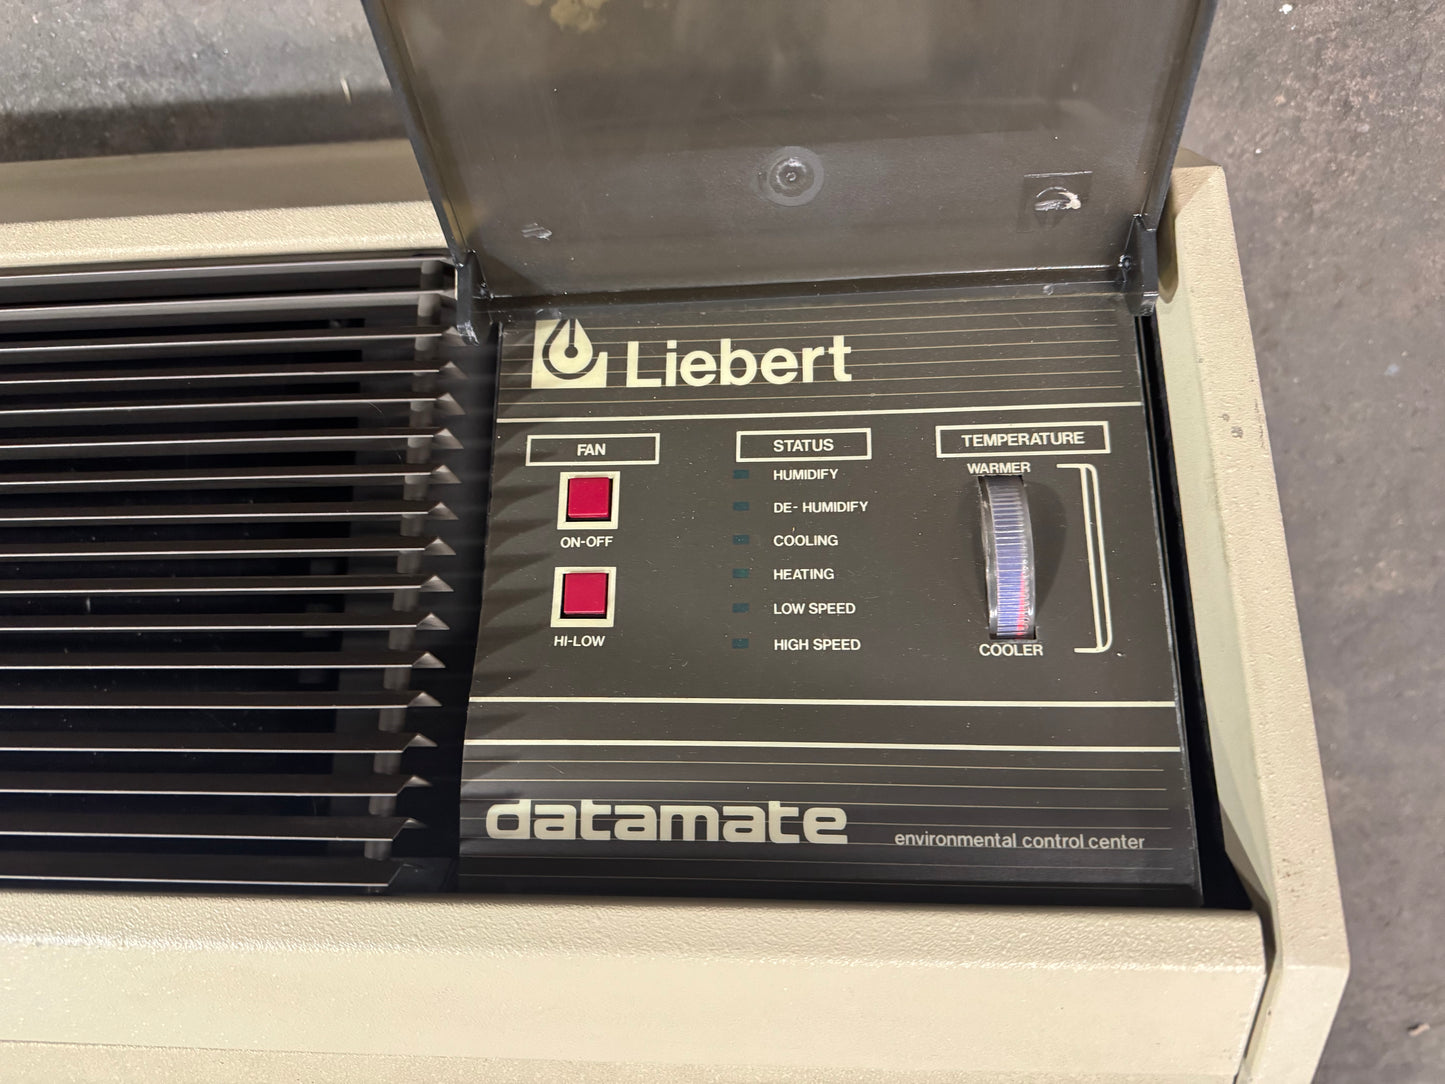 Liebert
FAN
ON-OFF
HI-LOW
STATUS
HUMIDIFY
DE- HUMIDIFY
COOLING
HEATING
LOW SPEED
HIGH SPEED
TEMPERATURE
WARMER
COOLER
datamate
environmental control center